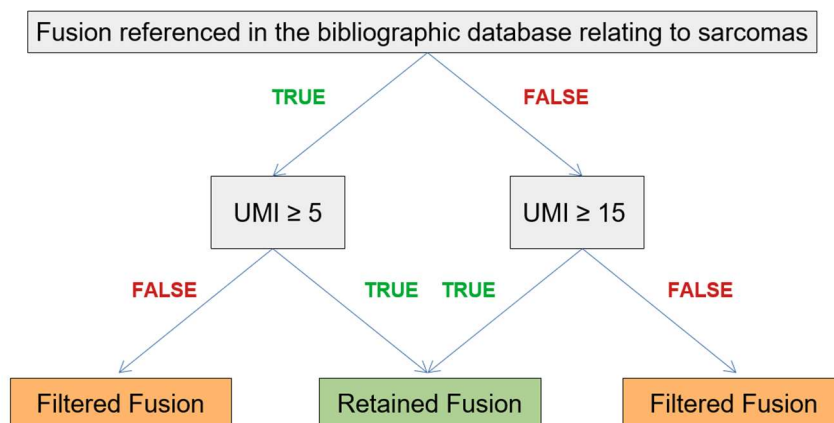 Fusion referenced in the bibliographic database relating to sarcomas
TRUE
FALSE
UMI ≥ 5
UMI ≥ 15
FALSE
TRUE
TRUE
FALSE
Filtered Fusion
Retained Fusion
Filtered Fusion